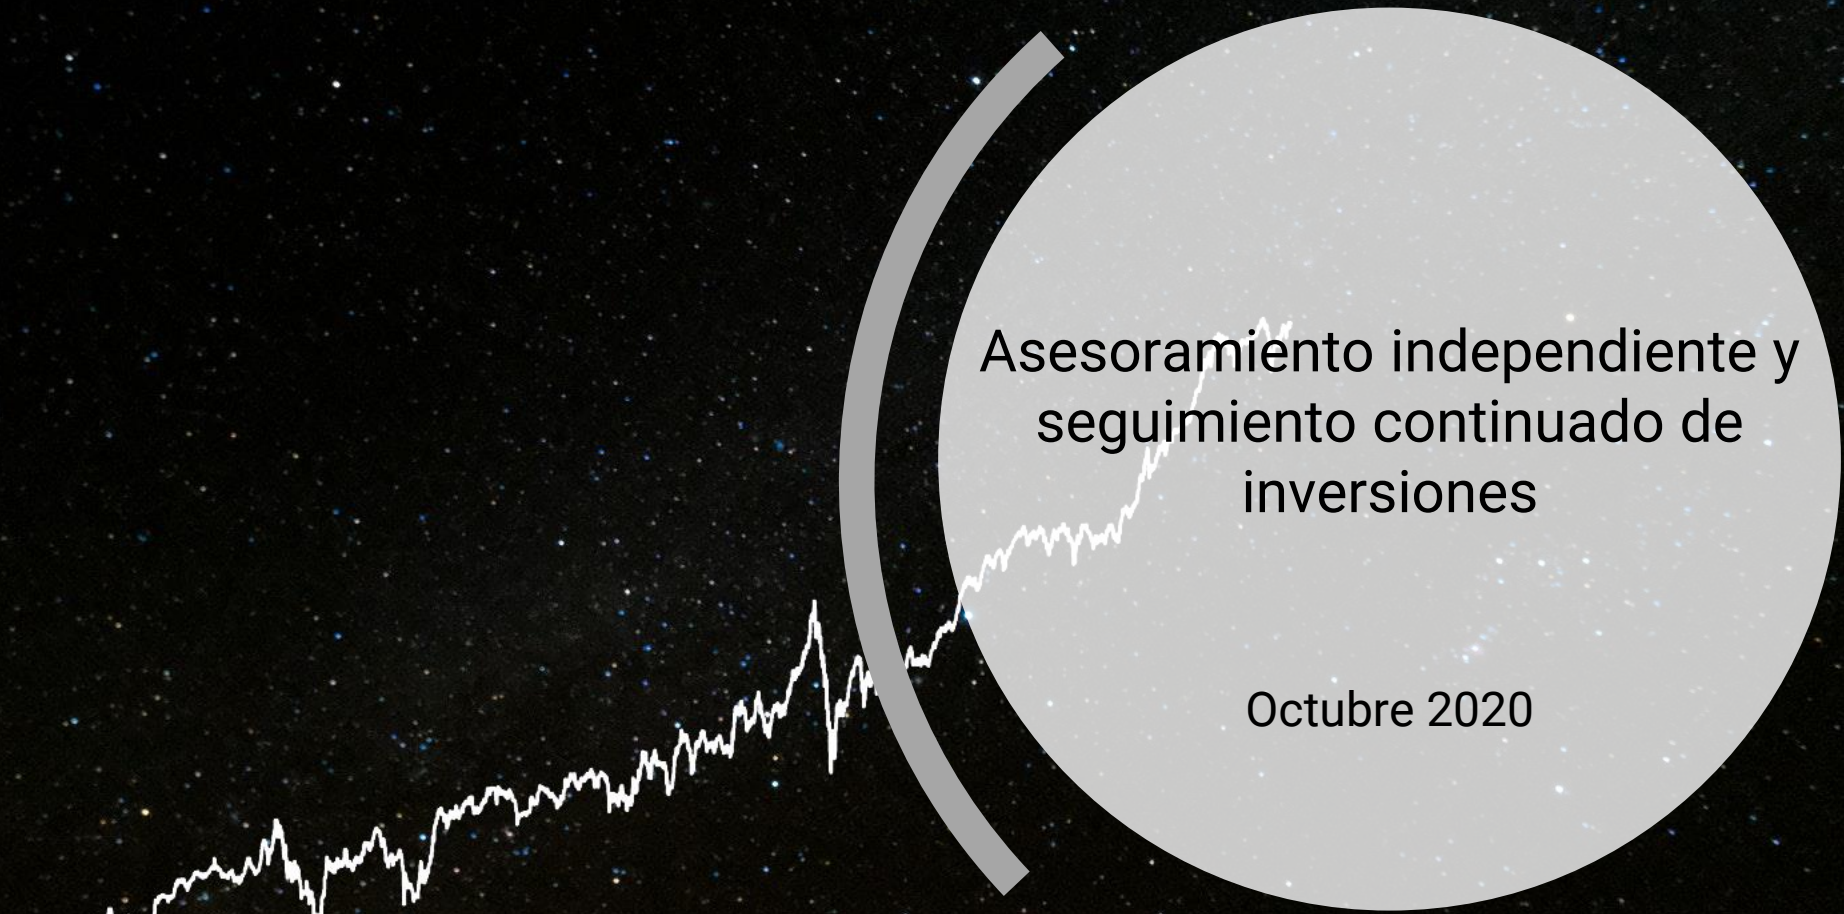 Asesoramiento independiente y
seguimiento continuado de
inversiones
Octubre 2020